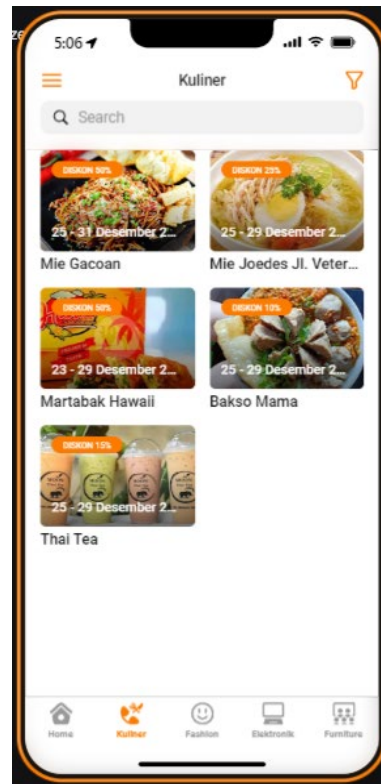 5:06
Kuliner
Search
DISKON 50%
25 - 31 Desember 2...
Mie Gacoan
DISKON 25%
25 - 29 Desember 2...
Mie Joedes Jl. Veter...
DISKON 50%
23 - 29 Desember 2...
Martabak Hawaii
DISKON 10%
25 - 29 Desember 2...
Bakso Mama
DISKON 15%
25 - 29 Desember 2...
Thai Tea
Home
Kuliner
Fashion
Elektronik
Furniture